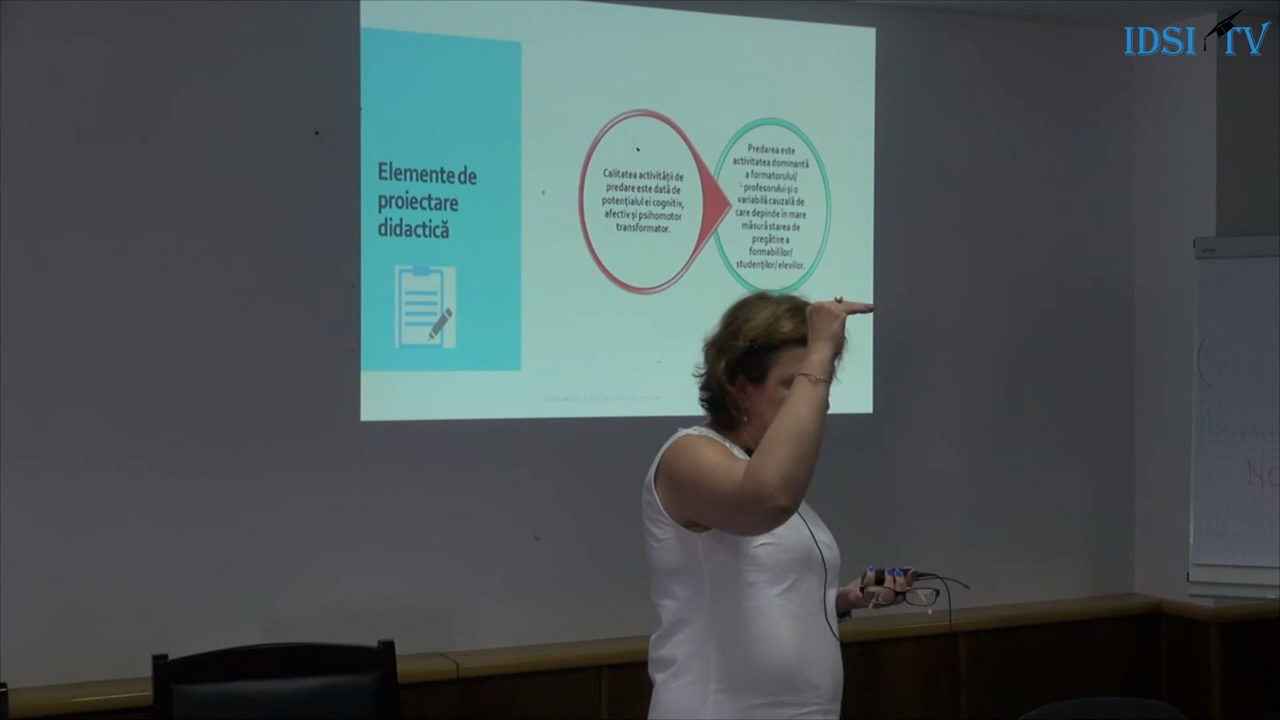 IDSI TV
Elemente de
proiectare
didactică
Calitatea activității de
predare este dată de
potențialul ei cognitiv,
afectiv și psihomotor
transformator.
Predarea este
activitatea dominantă
a formatorului/
profesorului și o
variabilă cauzală de
care depinde în mare
măsură starea de
pregătire a
formabililor/
studenților/elevilor.